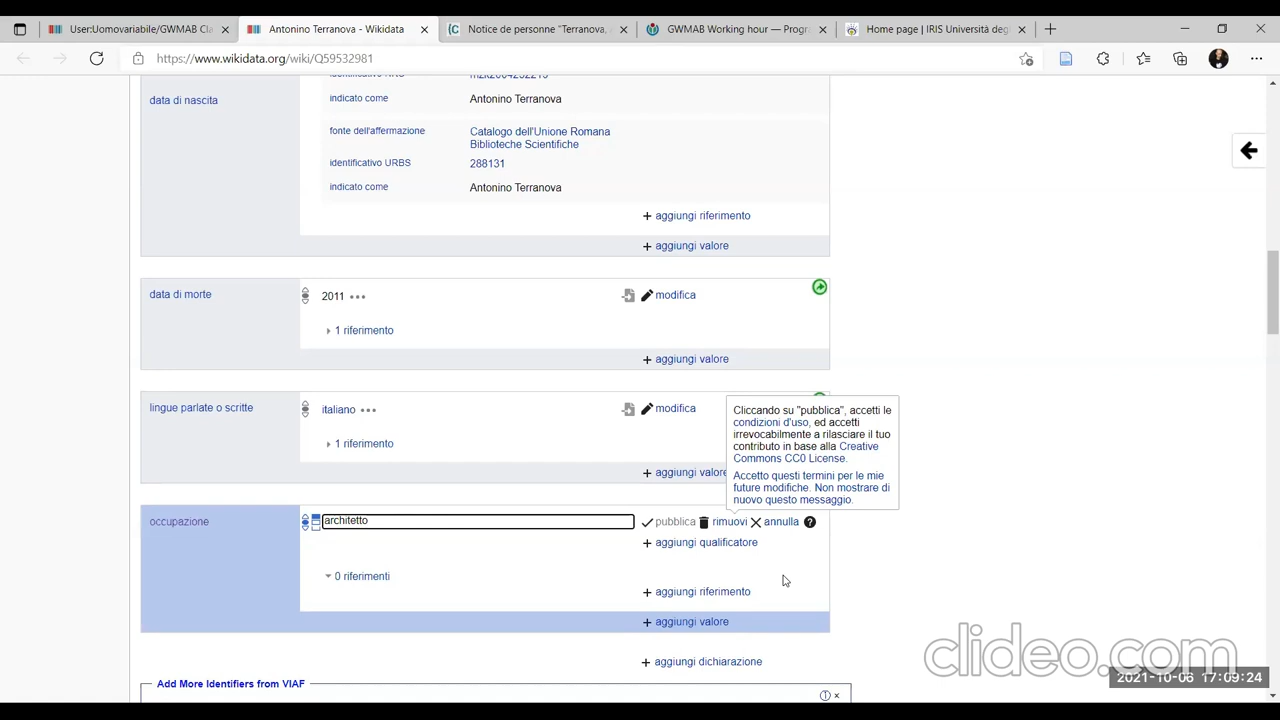 User:Uomovariabile/GWMAB Cla
Antonino Terranova - Wikidata
Notice de personne "Terranova,
GWMAB Working hour — Progr
Home page | IRIS Università deg
https://www.wikidata.org/wiki/Q59532981
data di nascita
indicato come
Antonino Terranova
fonte dell'affermazione
Catalogo dell'Unione Romana
Biblioteche Scientifiche
identificativo URBS
288131
indicato come
Antonino Terranova
+ aggiungi riferimento
+ aggiungi valore
data di morte
2011
modifica
1 riferimento
+ aggiungi valore
lingue parlate o scritte
italiano
modifica
1 riferimento
+ aggiungi valore
Cliccando su "pubblica", accetti le
condizioni d'uso, ed accetti
irrevocabilmente a rilasciare il tuo
contributo in base alla Creative
Commons CC0 License.
Accetto questi termini per le mie
future modifiche. Non mostrare di
nuovo questo messaggio.
occupazione
architetto
pubblica rimuovi annulla ?
+ aggiungi qualificatore
0 riferimenti
+ aggiungi riferimento
+ aggiungi valore
+ aggiungi dichiarazione
Add More Identifiers from VIAF
clideo.com
2021-10-06 17:09:24